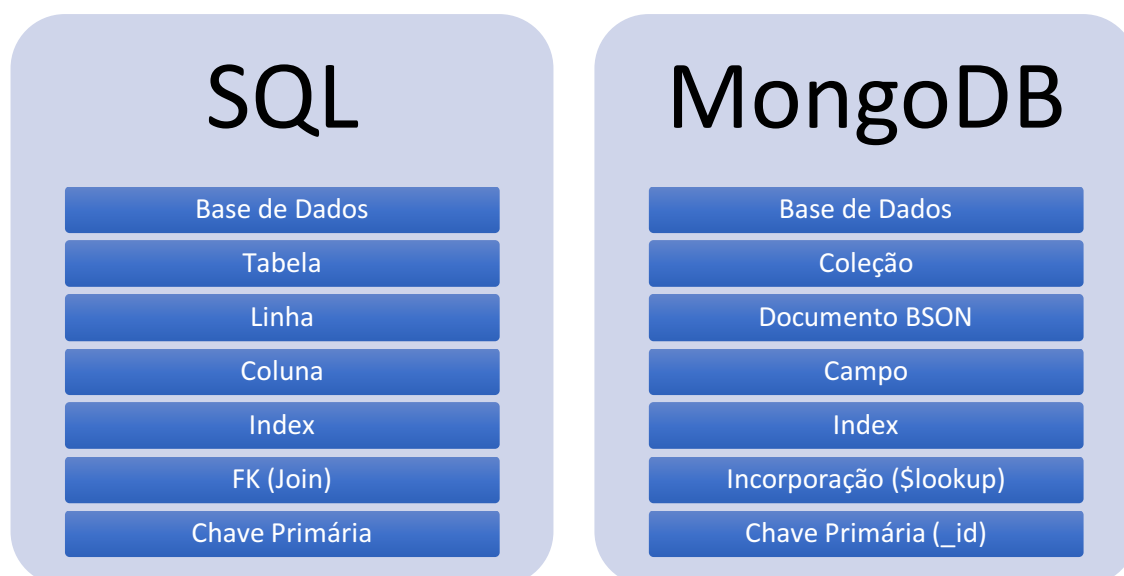 SQL
Base de Dados
Tabela
Linha
Coluna
Index
FK (Join)
Chave Primária
MongoDB
Base de Dados
Coleção
Documento BSON
Campo
Index
Incorporação ($lookup)
Chave Primária (_id)